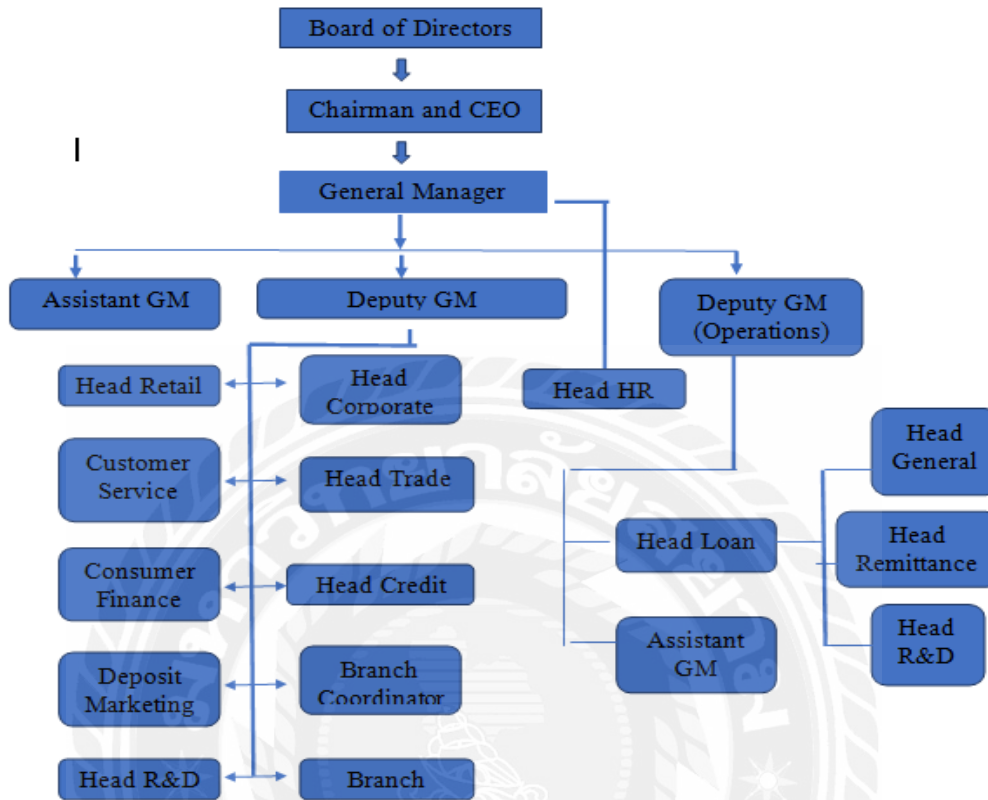 Board of Directors
Chairman and CEO
General Manager
Assistant GM
Deputy GM
Deputy GM
(Operations)
Head Retail
Head
Corporate
Head HR
Customer
Service
Head Trade
Head
General
Consumer
Finance
Head Credit
Head Loan
Head
Remittance
Deposit
Marketing
Branch
Coordinator
Assistant
GM
Head
R&D
Head R&D
Branch